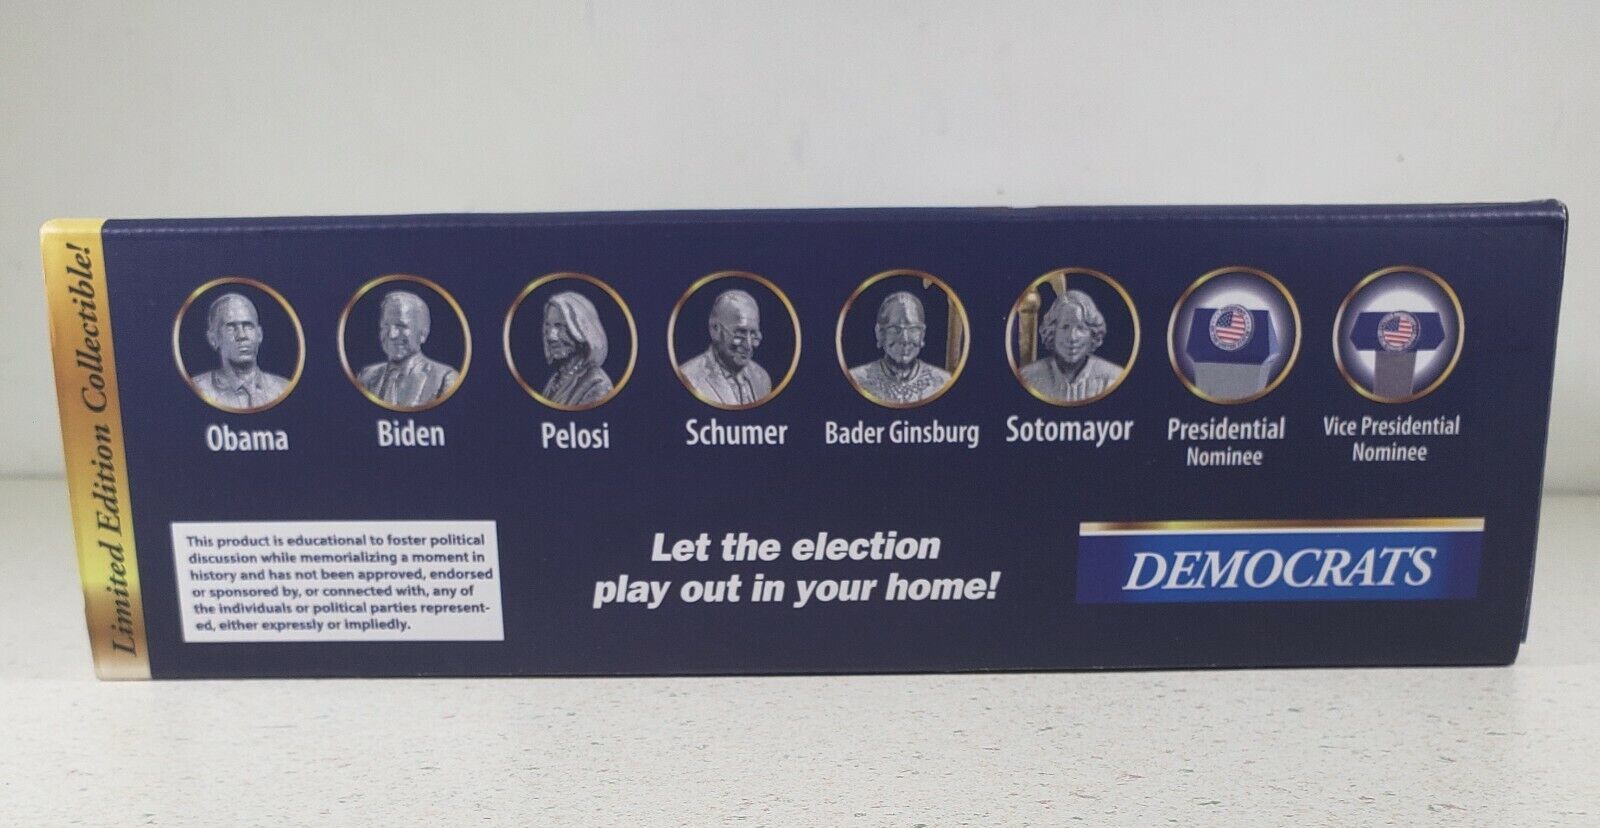 Limited Edition Collectible!
Obama
Biden
Pelosi
Schumer
Bader Ginsburg
Sotomayor
Presidential
Nominee
Vice Presidential
Nominee
This product is educational to foster political
discussion while memorializing a moment in
history and has not been approved, endorsed
or sponsored by, or connected with, any of
the individuals or political parties represent-
ed, either expressly or impliedly.
Let the election
play out in your home!
DEMOCRATS